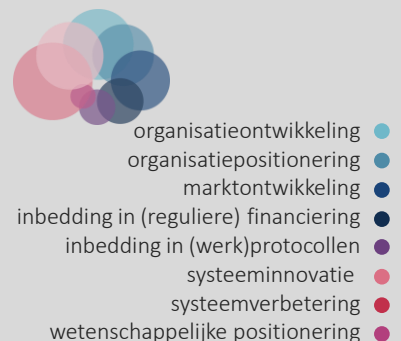 organisatieontwikkeling
organisatiepositionering
marktontwikkeling
inbedding in (reguliere) financiering
inbedding in (werk)protocollen
systeeminnovatie
systeemverbetering
wetenschappelijke positionering